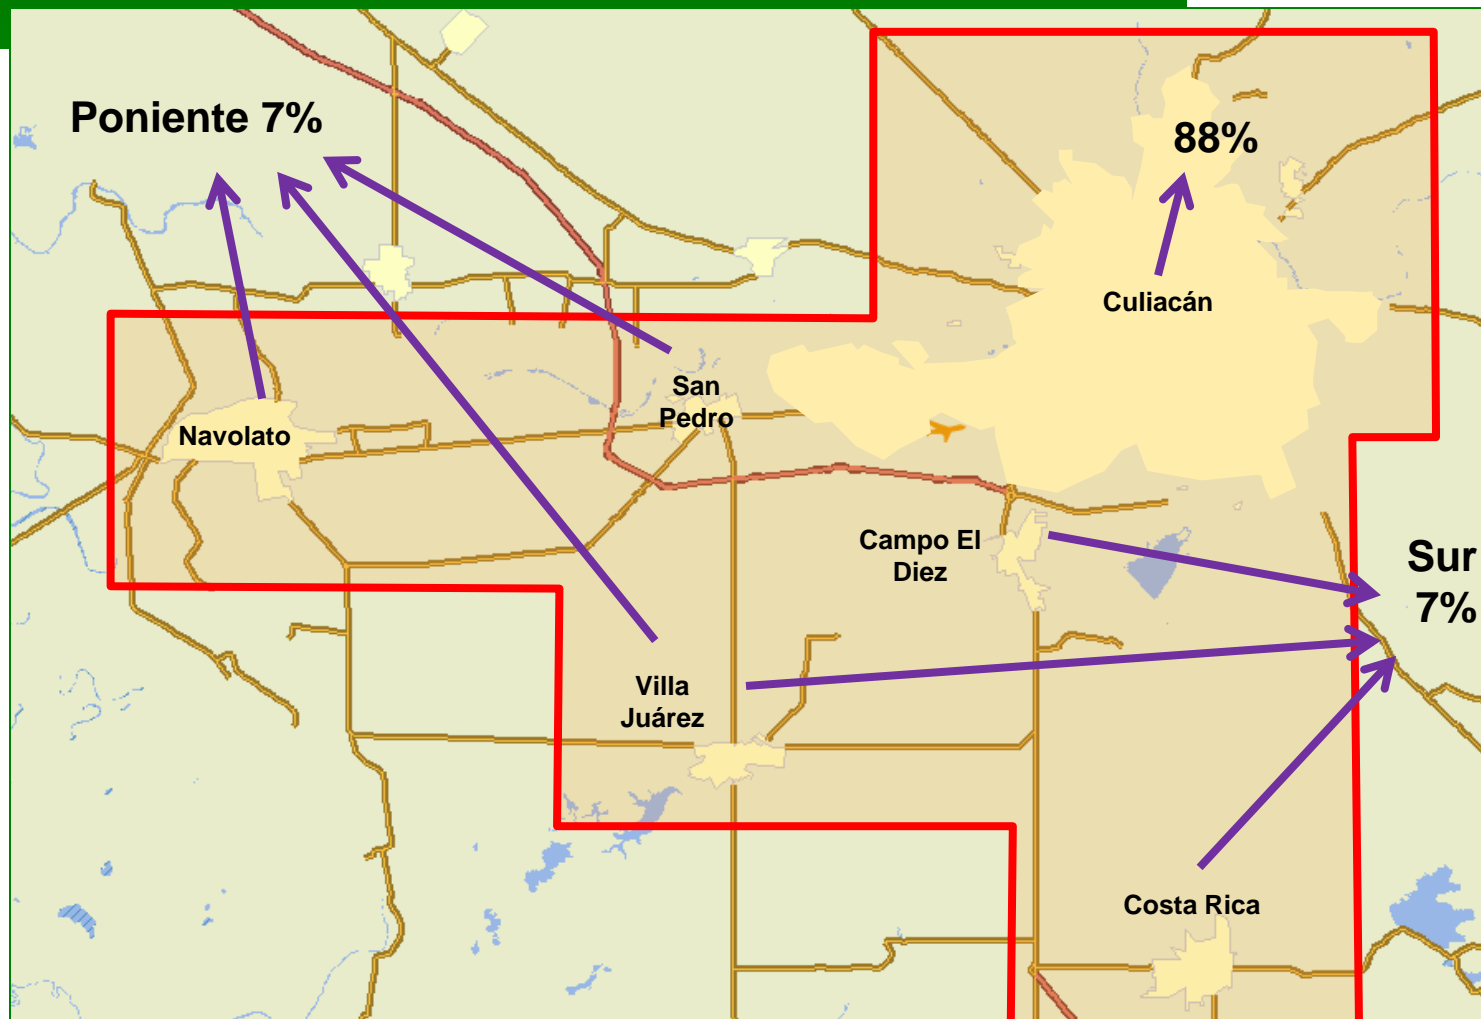 Poniente 7%
88%
Culiacán
San
Pedro
Navolato
Campo El
Diez
Sur
7%
Villa
Juárez
Costa Rica